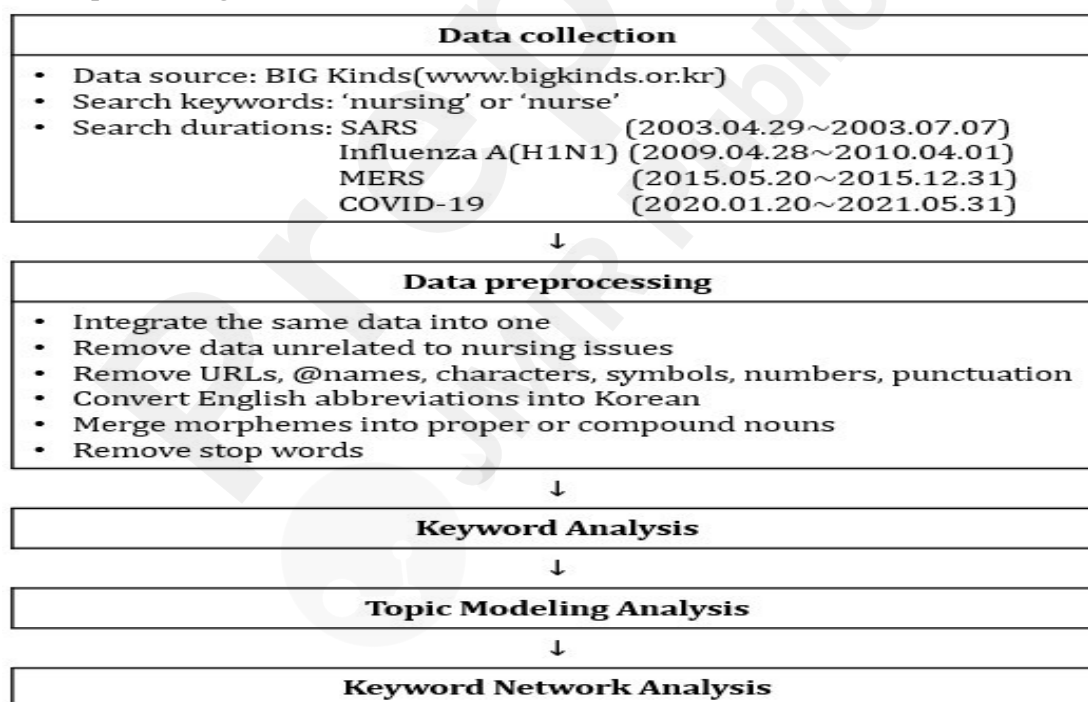 Data collection
• Data source: BIG Kinds(www.bigkinds.or.kr)
• Search keywords: ‘nursing’ or ‘nurse’
• Search durations: SARS (2003.04.29~2003.07.07)
Influenza A(H1N1) (2009.04.28~2010.04.01)
MERS (2015.05.20~2015.12.31)
COVID-19 (2020.01.20~2021.05.31)
↓
Data preprocessing
• Integrate the same data into one
• Remove data unrelated to nursing issues
• Remove URLs, @names, characters, symbols, numbers, punctuation
• Convert English abbreviations into Korean
• Merge morphemes into proper or compound nouns
• Remove stop words
↓
Keyword Analysis
↓
Topic Modeling Analysis
↓
Keyword Network Analysis